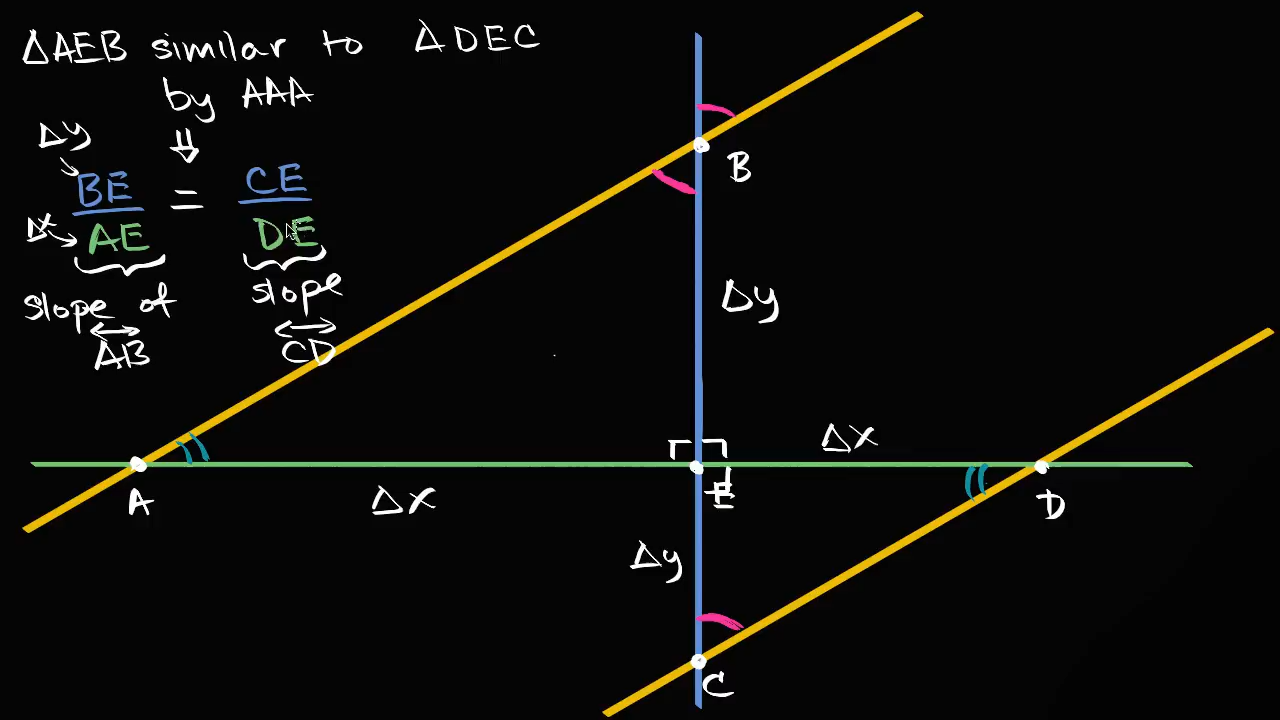 ΔAEB similar to ΔDEC
by AAA
⇓
Δy
BE = CE
Δx
AE DE
slope of slope
↔ ↔
AB CD
B
Δy
Δx
A E D
Δx
Δy
C